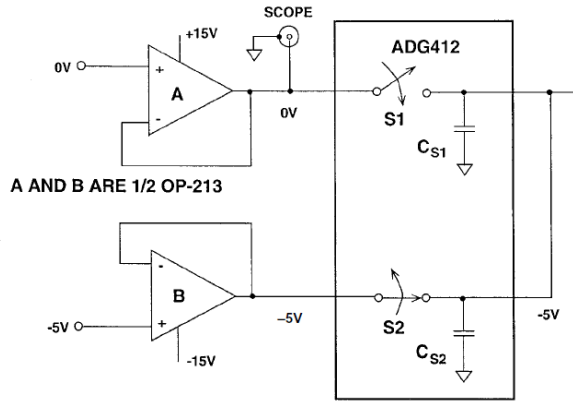 SCOPE
+15V
ADG412
0V
+
A
-
0V
S1
CS1
A AND B ARE 1/2 OP-213
-
B
+
-5V
–5V
-15V
S2
CS2
-5V